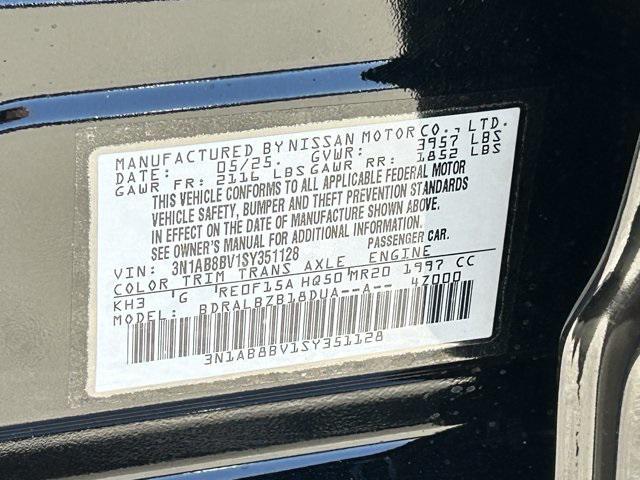 MANUFACTURED BY NISSAN MOTOR CO., LTD.
DATE: 05/25. GVWR: 3957 LBS
GAWR FR: 2116 LBS GAWR RR: 1852 LBS
THIS VEHICLE CONFORMS TO ALL APPLICABLE FEDERAL MOTOR
VEHICLE SAFETY, BUMPER AND THEFT PREVENTION STANDARDS
IN EFFECT ON THE DATE OF MANUFACTURE SHOWN ABOVE.
SEE OWNER'S MANUAL FOR ADDITIONAL INFORMATION.
VIN: 3N1AB8BV1SY351128 PASSENGER CAR.
COLOR TRIM TRANS AXLE ENGINE
KH3 G RE0F15A HQ50 MR20 1997 CC
MODEL: BDRALBZB18DUA--A-- 47000
3N1AB8BV1SY351128